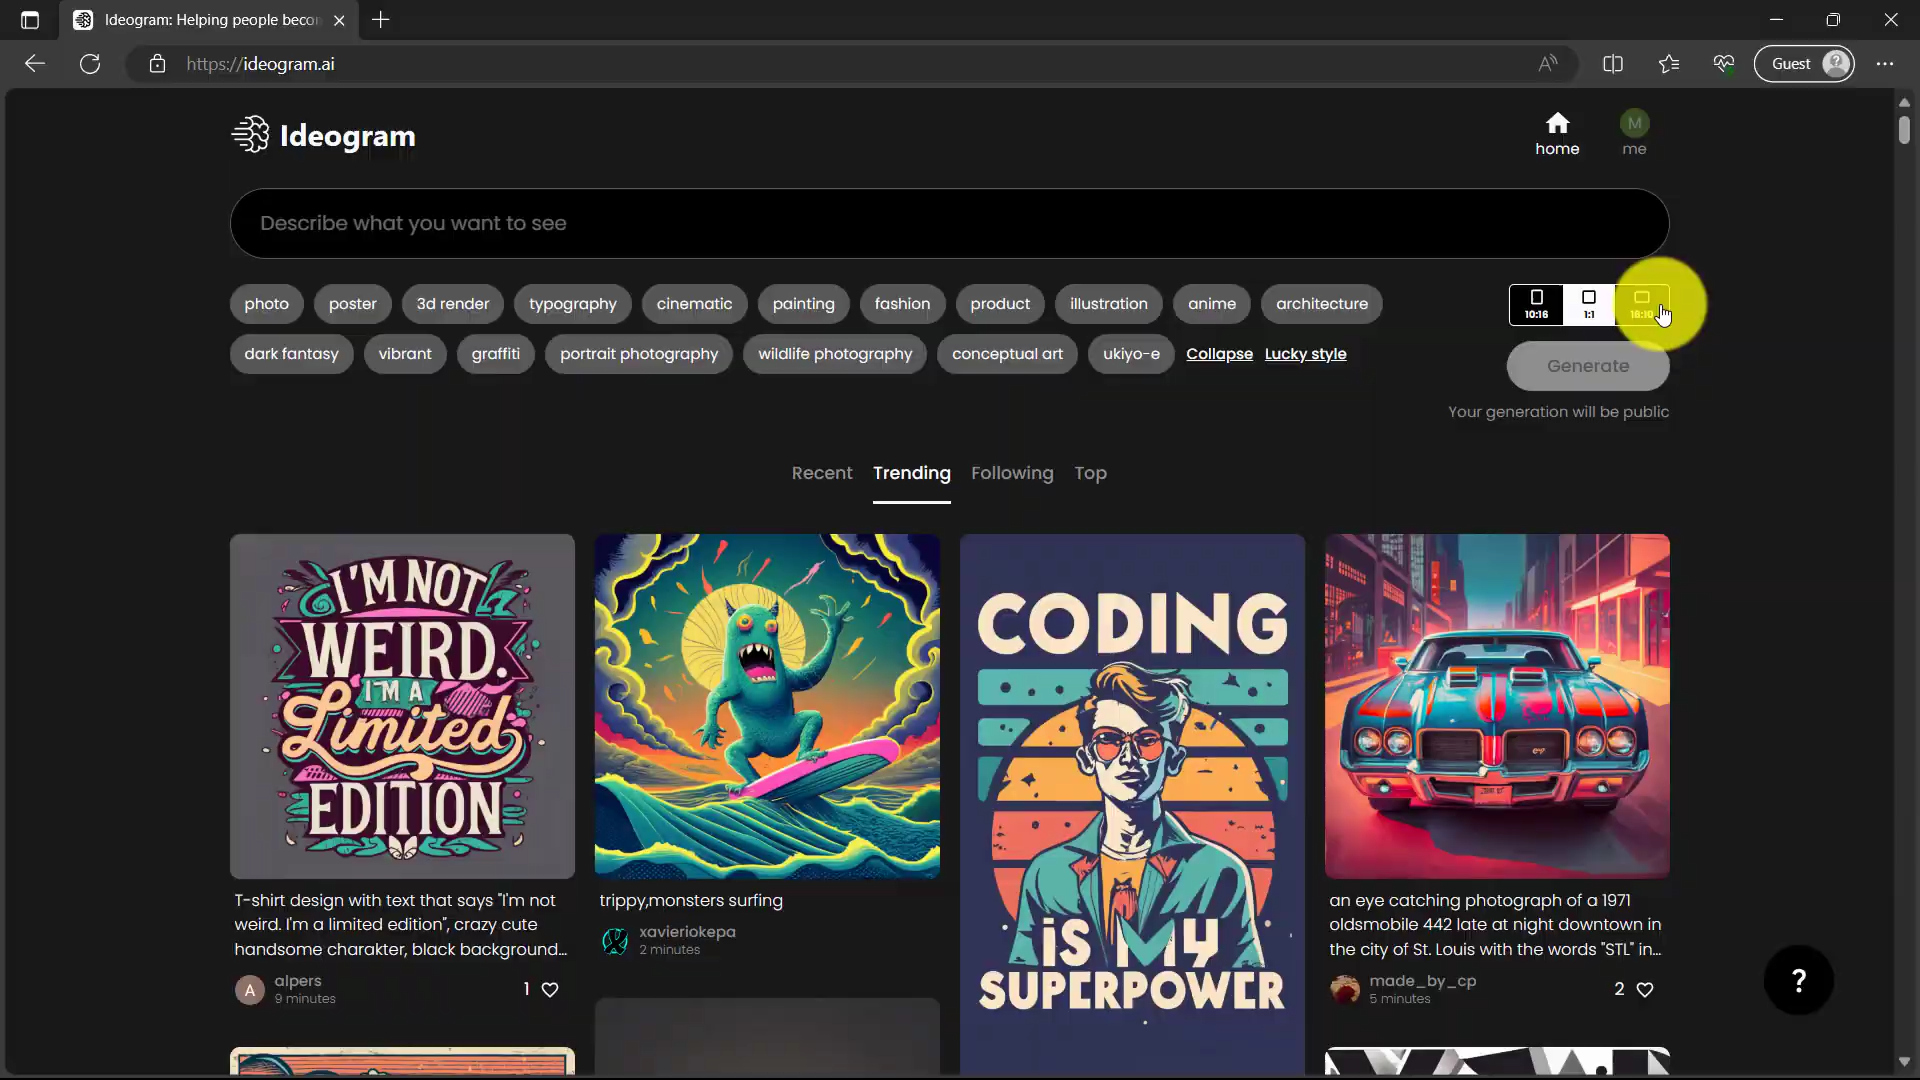 Ideogram: Helping people becor
https://ideogram.ai
Guest
Ideogram
home
M
me
Describe what you want to see
photo
poster
3d render
typography
cinematic
painting
fashion
product
illustration
anime
architecture
10:16
1:1
16:10
dark fantasy
vibrant
graffiti
portrait photography
wildlife photography
conceptual art
ukiyo-e
Collapse
Lucky style
Generate
Your generation will be public
Recent
Trending
Following
Top
I'M NOT
WEIRD.
I'M A
Limited
EDITION
T-shirt design with text that says "I'm not
weird. I'm a limited edition", crazy cute
handsome charakter, black background...
A
alpers
9 minutes
1
trippy,monsters surfing
xavieriokepa
2 minutes
CODING
iS MY
SUPERPOWER
an eye catching photograph of a 1971
oldsmobile 442 late at night downtown in
the city of St. Louis with the words "STL" in...
made_by_cp
5 minutes
2
?